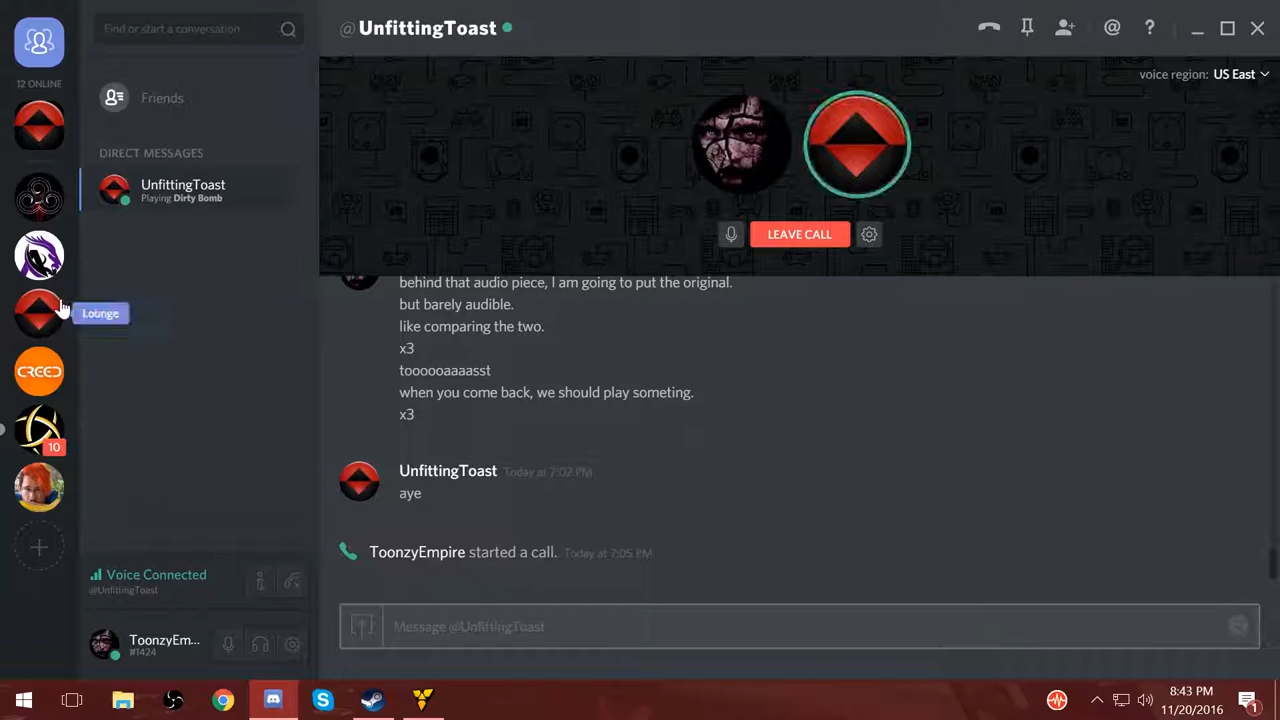 Find or start a conversation
@UnfittingToast
12 ONLINE
voice region: US East
Friends
DIRECT MESSAGES
UnfittingToast
Playing Dirty Bomb
LEAVE CALL
Lounge
behind that audio piece, I am going to put the original.
but barely audible.
like comparing the two.
x3
toooooaaaasst
when you come back, we should play someting.
x3
CREED
10
UnfittingToast Today at 7:02 PM
aye
ToonzyEmpire started a call. Today at 7:05 PM
Voice Connected
@UnfittingToast
Message @UnfittingToast
ToonzyEm...
#1424
8:43 PM
11/20/2016
1